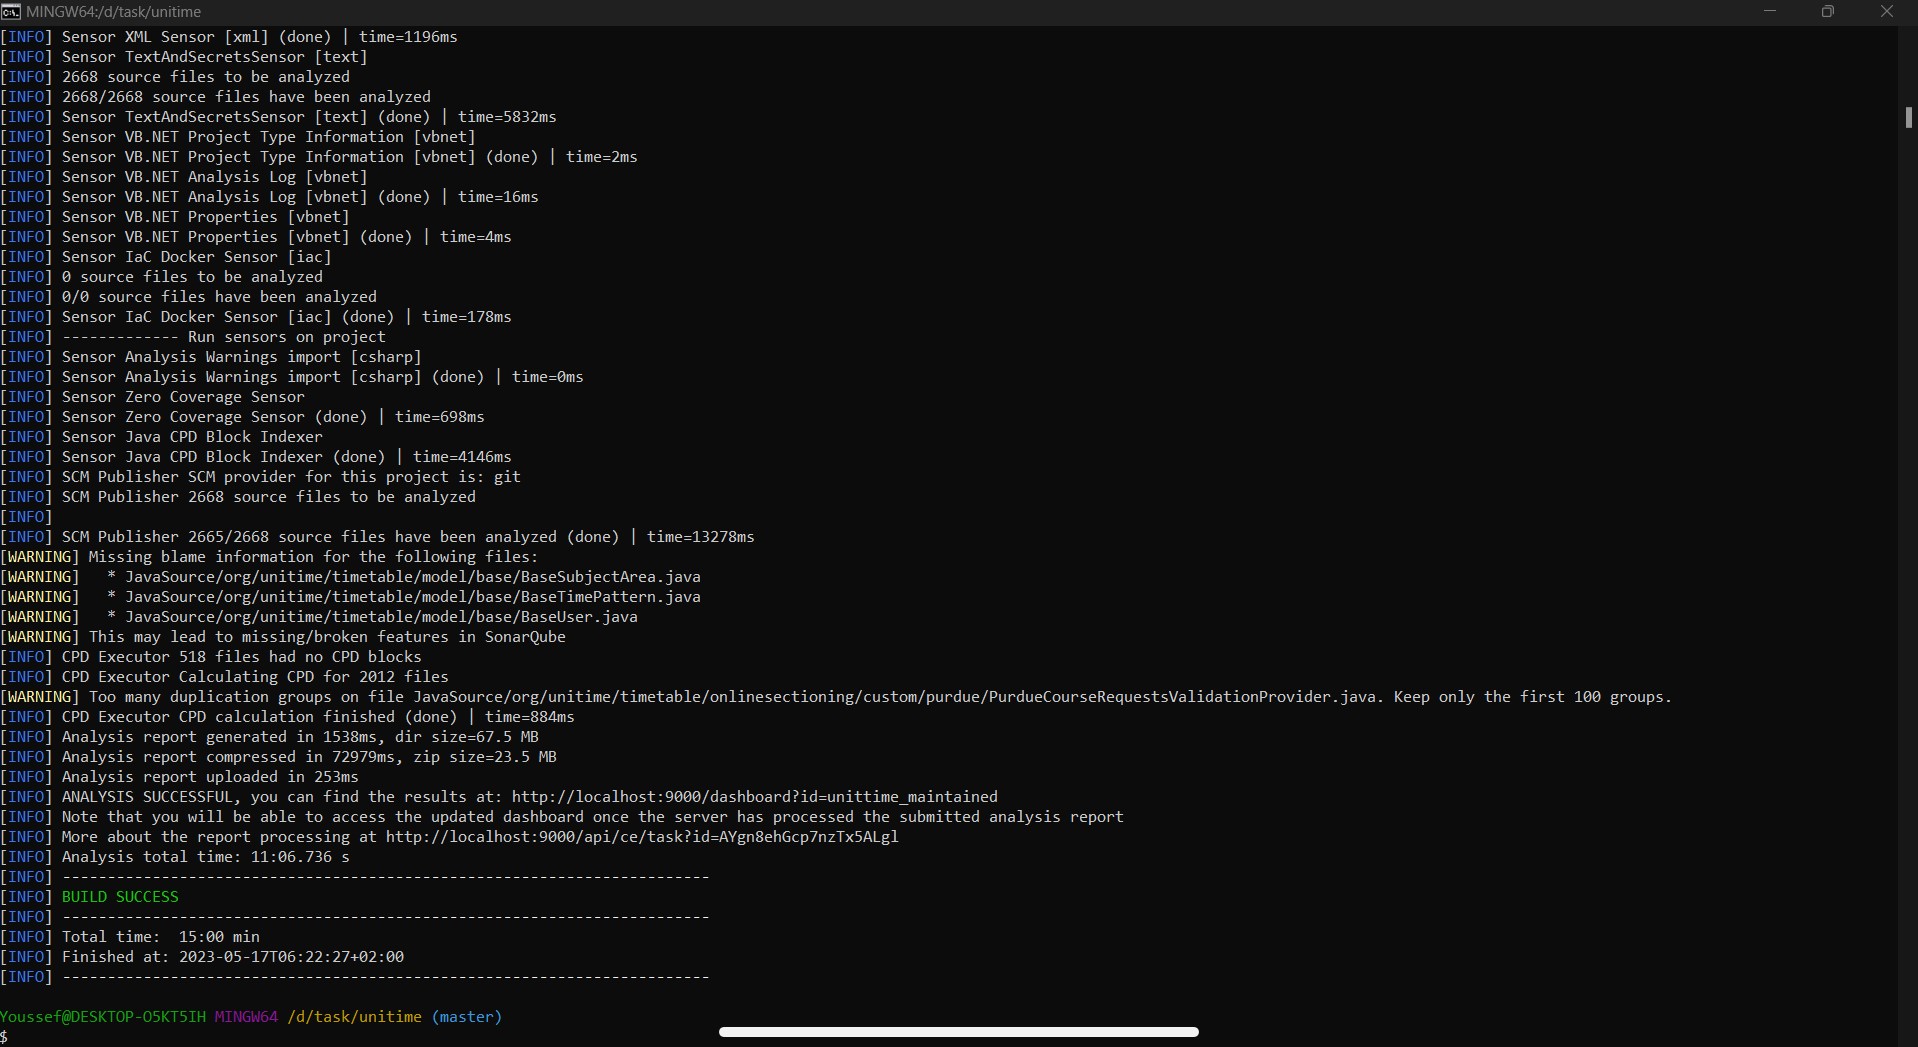 MINGW64:/d/task/unitime
[INFO] Sensor XML Sensor [xml] (done) | time=1196ms
[INFO] Sensor TextAndSecretsSensor [text]
[INFO] 2668 source files to be analyzed
[INFO] 2668/2668 source files have been analyzed
[INFO] Sensor TextAndSecretsSensor [text] (done) | time=5832ms
[INFO] Sensor VB.NET Project Type Information [vbnet]
[INFO] Sensor VB.NET Project Type Information [vbnet] (done) | time=2ms
[INFO] Sensor VB.NET Analysis Log [vbnet]
[INFO] Sensor VB.NET Analysis Log [vbnet] (done) | time=16ms
[INFO] Sensor VB.NET Properties [vbnet]
[INFO] Sensor VB.NET Properties [vbnet] (done) | time=4ms
[INFO] Sensor IaC Docker Sensor [iac]
[INFO] 0 source files to be analyzed
[INFO] 0/0 source files have been analyzed
[INFO] Sensor IaC Docker Sensor [iac] (done) | time=178ms
[INFO] ------------- Run sensors on project
[INFO] Sensor Analysis Warnings import [csharp]
[INFO] Sensor Analysis Warnings import [csharp] (done) | time=0ms
[INFO] Sensor Zero Coverage Sensor
[INFO] Sensor Zero Coverage Sensor (done) | time=698ms
[INFO] Sensor Java CPD Block Indexer
[INFO] Sensor Java CPD Block Indexer (done) | time=4146ms
[INFO] SCM Publisher SCM provider for this project is: git
[INFO] SCM Publisher 2668 source files to be analyzed
[INFO]
[INFO] SCM Publisher 2665/2668 source files have been analyzed (done) | time=13278ms
[WARNING] Missing blame information for the following files:
[WARNING]   * JavaSource/org/unitime/timetable/model/base/BaseSubjectArea.java
[WARNING]   * JavaSource/org/unitime/timetable/model/base/BaseTimePattern.java
[WARNING]   * JavaSource/org/unitime/timetable/model/base/BaseUser.java
[WARNING] This may lead to missing/broken features in SonarQube
[INFO] CPD Executor 518 files had no CPD blocks
[INFO] CPD Executor Calculating CPD for 2012 files
[WARNING] Too many duplication groups on file JavaSource/org/unitime/timetable/onlinesectioning/custom/purdue/PurdueCourseRequestsValidationProvider.java. Keep only the first 100 groups.
[INFO] CPD Executor CPD calculation finished (done) | time=884ms
[INFO] Analysis report generated in 1538ms, dir size=67.5 MB
[INFO] Analysis report compressed in 72979ms, zip size=23.5 MB
[INFO] Analysis report uploaded in 253ms
[INFO] ANALYSIS SUCCESSFUL, you can find the results at: http://localhost:9000/dashboard?id=unittime_maintained
[INFO] Note that you will be able to access the updated dashboard once the server has processed the submitted analysis report
[INFO] More about the report processing at http://localhost:9000/api/ce/task?id=AYgn8ehGcp7nzTx5ALgl
[INFO] Analysis total time: 11:06.736 s
[INFO] ------------------------------------------------------------------------
[INFO] BUILD SUCCESS
[INFO] ------------------------------------------------------------------------
[INFO] Total time:  15:00 min
[INFO] Finished at: 2023-05-17T06:22:27+02:00
[INFO] ------------------------------------------------------------------------
Youssef@DESKTOP-O5KT5IH MINGW64 /d/task/unitime (master)
$